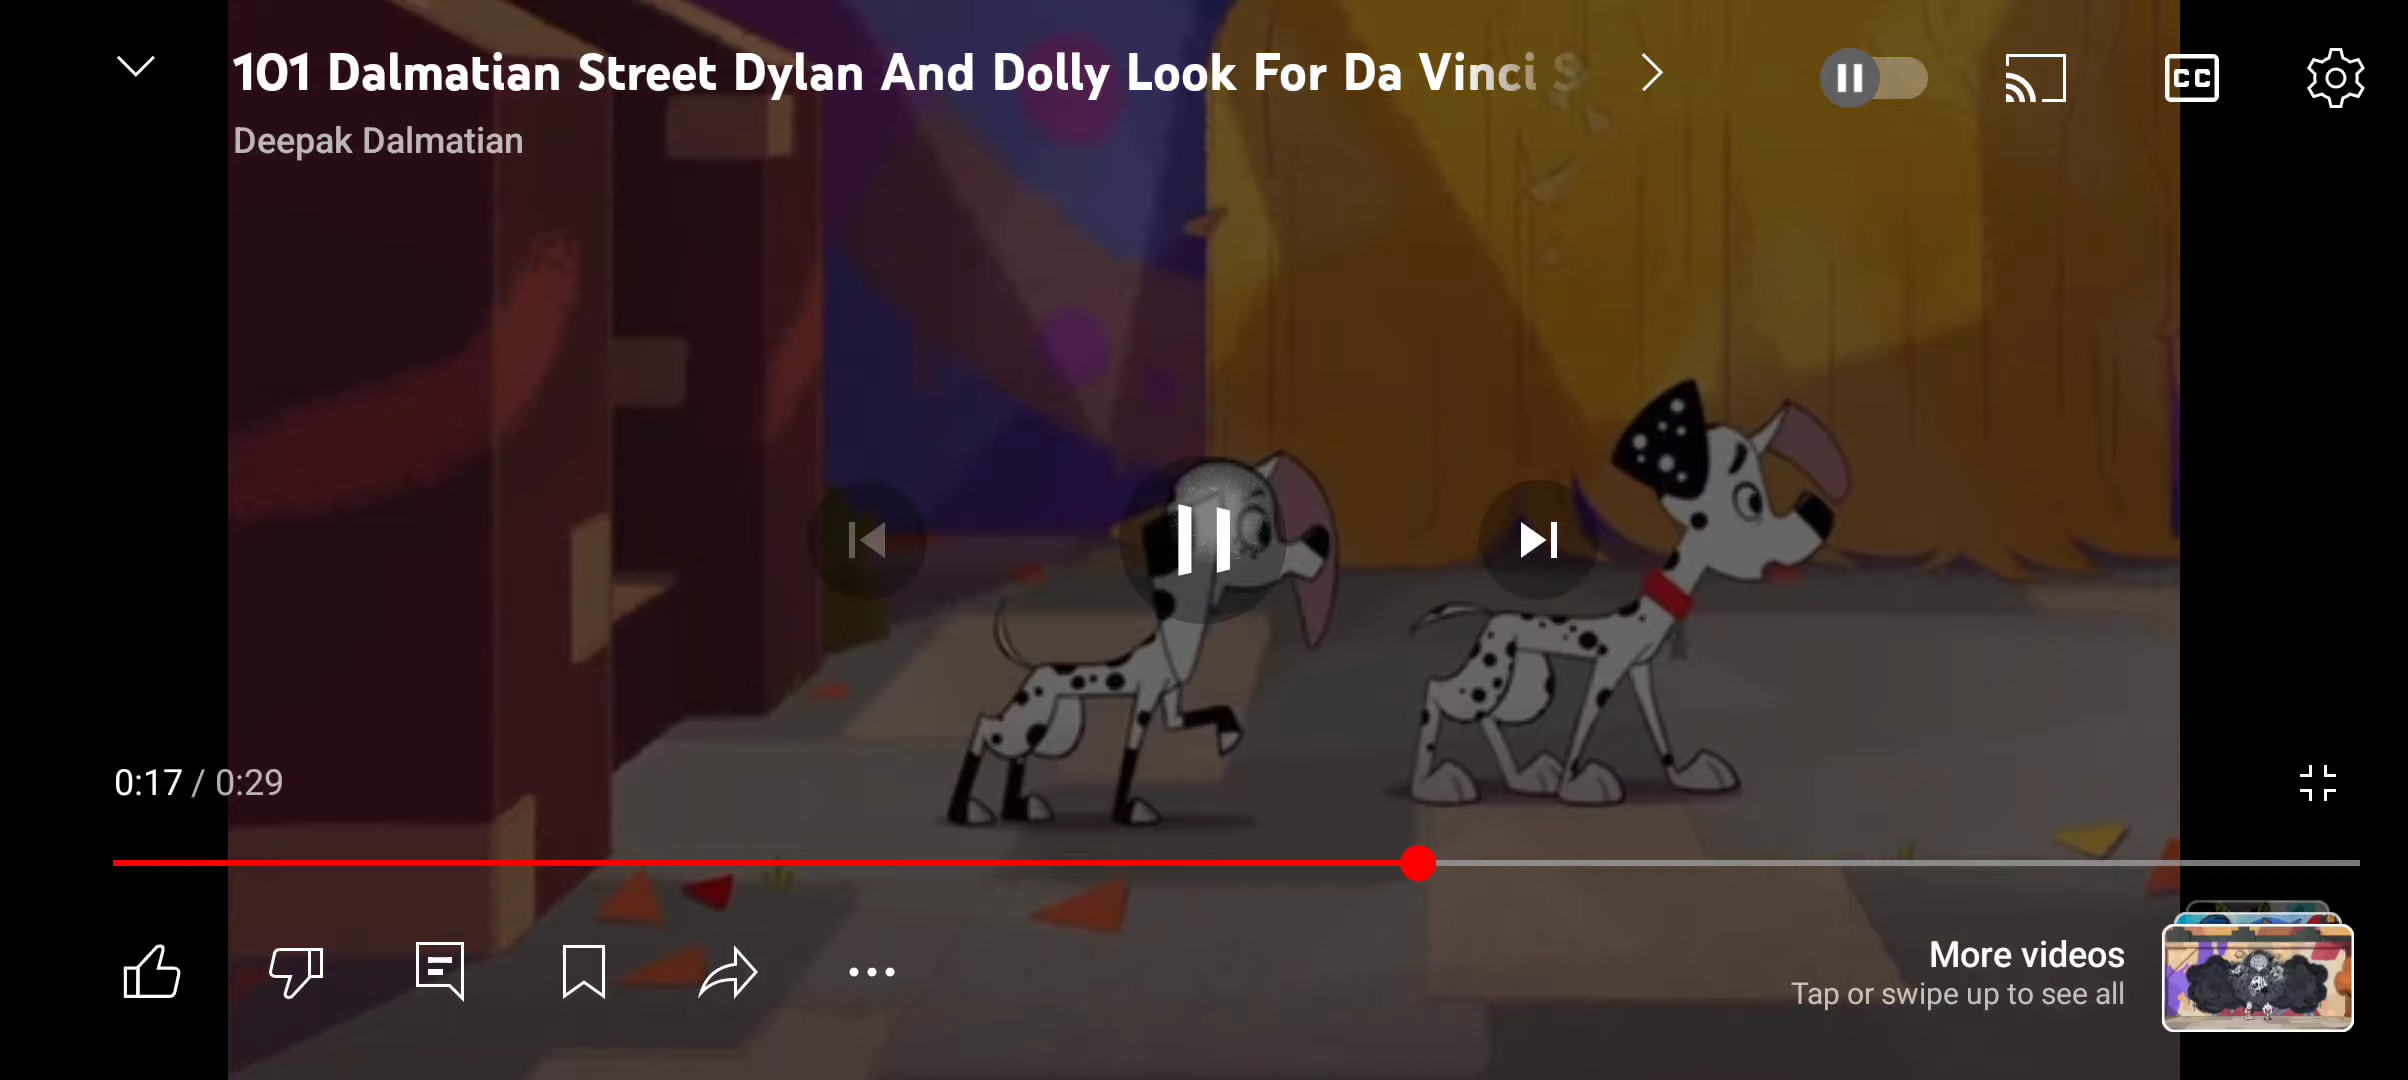 101 Dalmatian Street Dylan And Dolly Look For Da Vinci S
Deepak Dalmatian
CC
0:17 / 0:29
More videos
Tap or swipe up to see all